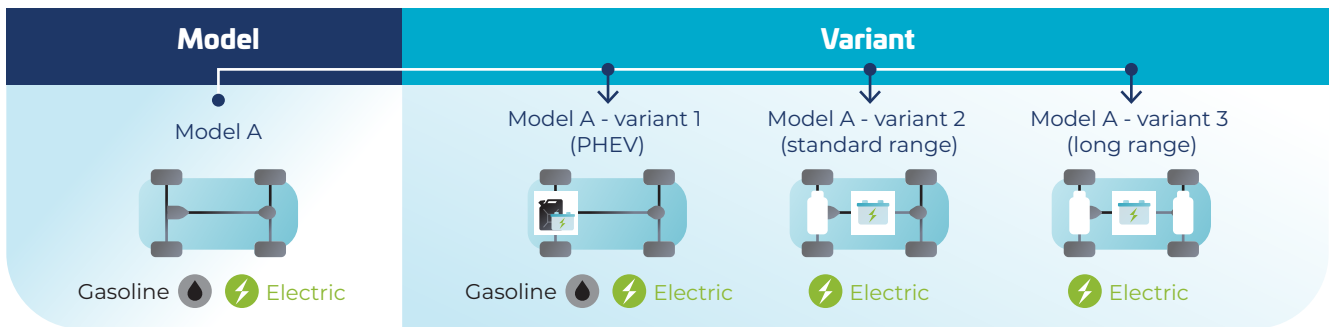 Model
Variant
Model A
Model A - variant 1
(PHEV)
Model A - variant 2
(standard range)
Model A - variant 3
(long range)
Gasoline Electric
Gasoline Electric
Electric
Electric